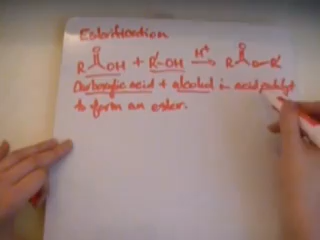 Esterification
R O OH + R'-OH H+ → R O O-R'
Carboxylic acid + alcohol in acid catalyst
to form an ester.